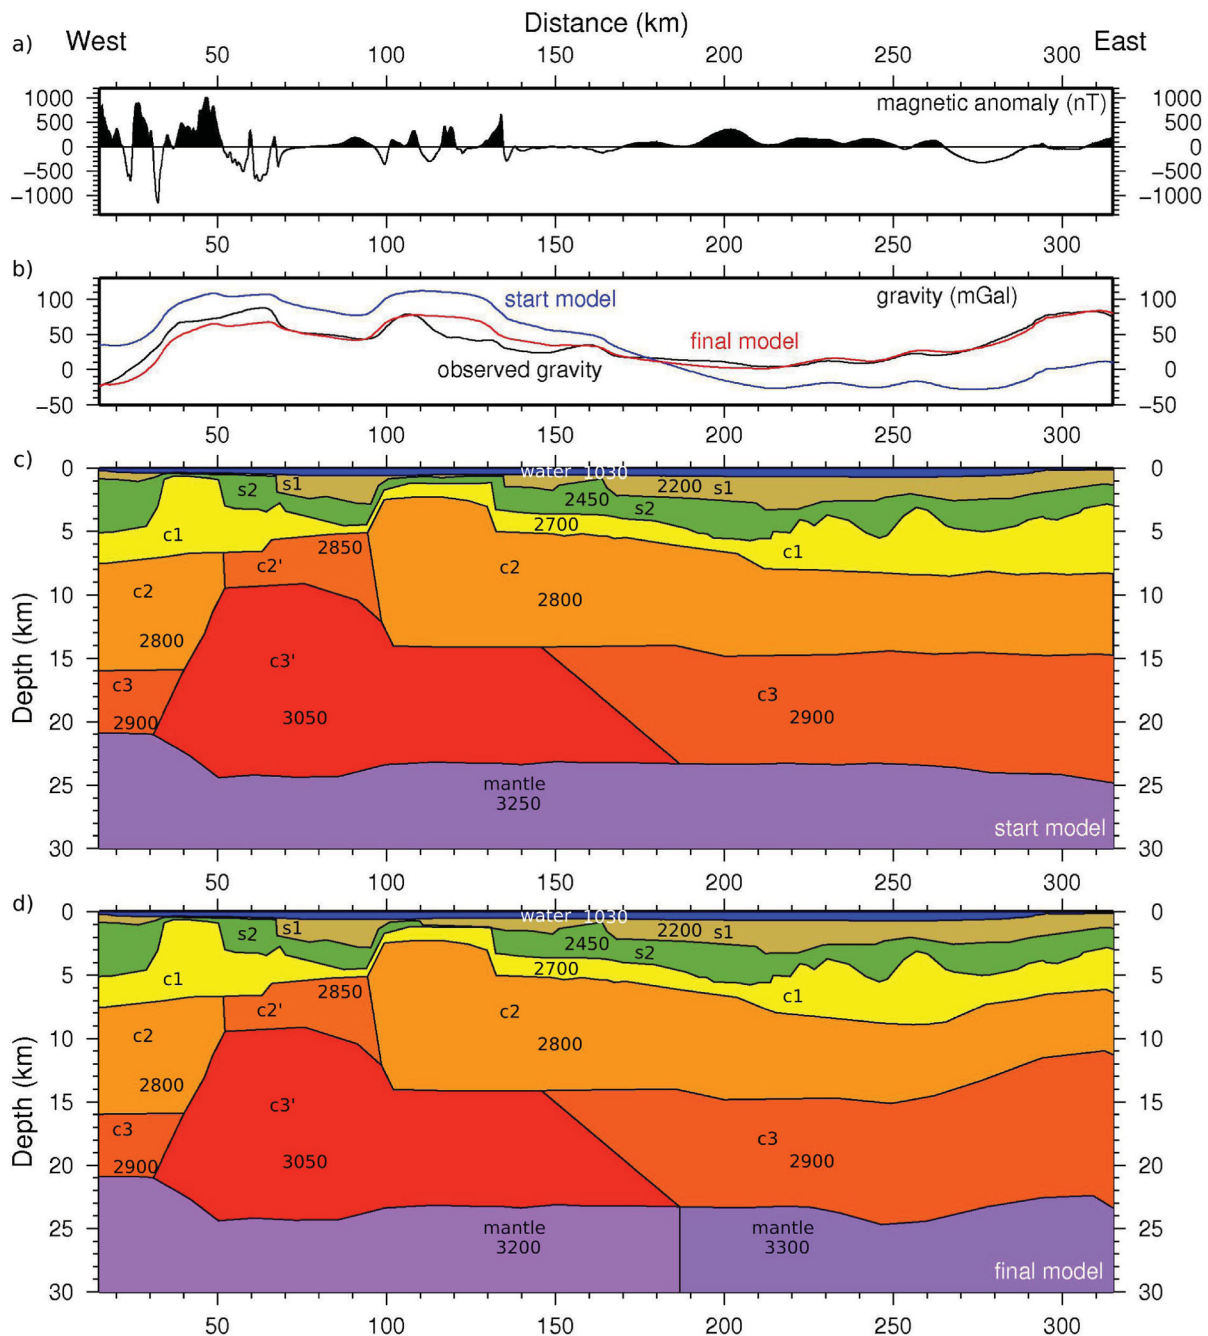 Distance (km)
a) West 50 100 150 200 250 300 East
1000 magnetic anomaly (nT) 1000
500 500
0 0
−500 −500
−1000 −1000
50 100 150 200 250 300
b)
100 start model gravity (mGal) 100
50 final model 50
0 observed gravity 0
−50 −50
50 100 150 200 250 300
c)
0 water 1030 0
s2 s1 2450 2200 s1
s2
5 c1 2700 5
2850 c1
c2' c2
c2
10 2800 10
2800
15 c3' 15
c3 c3
20 2900 3050 2900 20
25 mantle 25
3250
start model
30 30
50 100 150 200 250 300
d)
0 water 1030 0
s2 s1 2450 2200 s1
s2
5 c1 2700 5
2850 c1
c2' c2
c2
10 2800 10
2800
15 c3' 15
c3 c3
20 2900 3050 2900 20
25 mantle mantle 25
3200 3300
final model
30 30
50 100 150 200 250 300
Depth (km)
Depth (km)